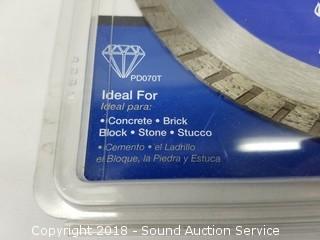 PD070T
Ideal For
Ideal para:
• Concrete • Brick
Block • Stone • Stucco
• Cemento • el Ladrillo
el Bloque, la Piedra y Estuca
Copyright 2018 - Sound Auction Service